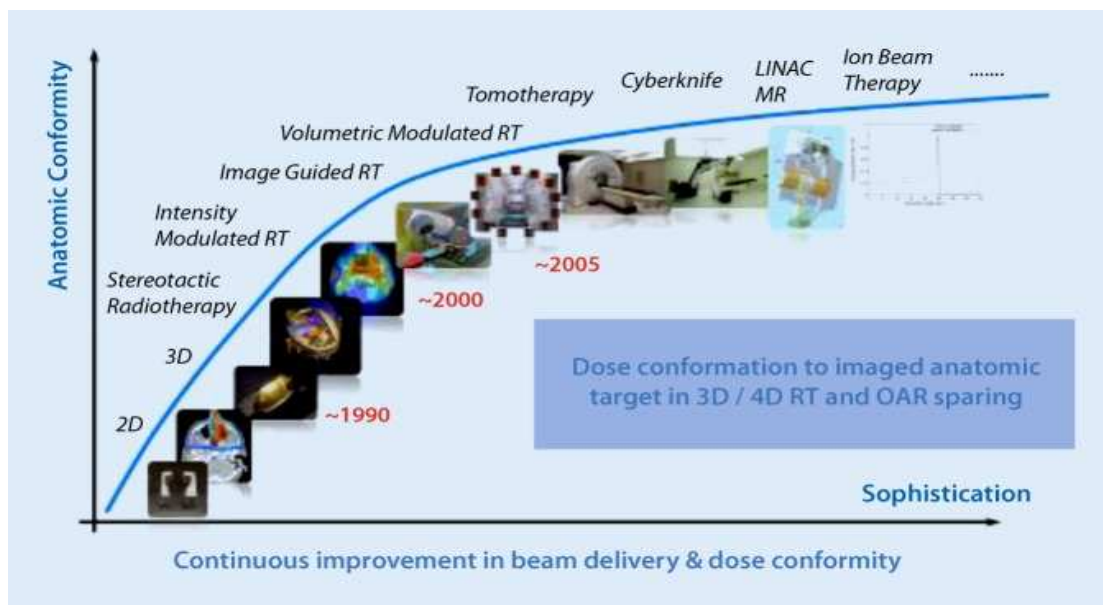 Anatomic Conformity
2D
3D
Stereotactic
Radiotherapy
Intensity
Modulated RT
Image Guided RT
Volumetric Modulated RT
Tomotherapy
Cyberknife
LINAC
MR
Ion Beam
Therapy
.......
~1990
~2000
~2005
Dose conformation to imaged anatomic
target in 3D / 4D RT and OAR sparing
Sophistication
Continuous improvement in beam delivery & dose conformity